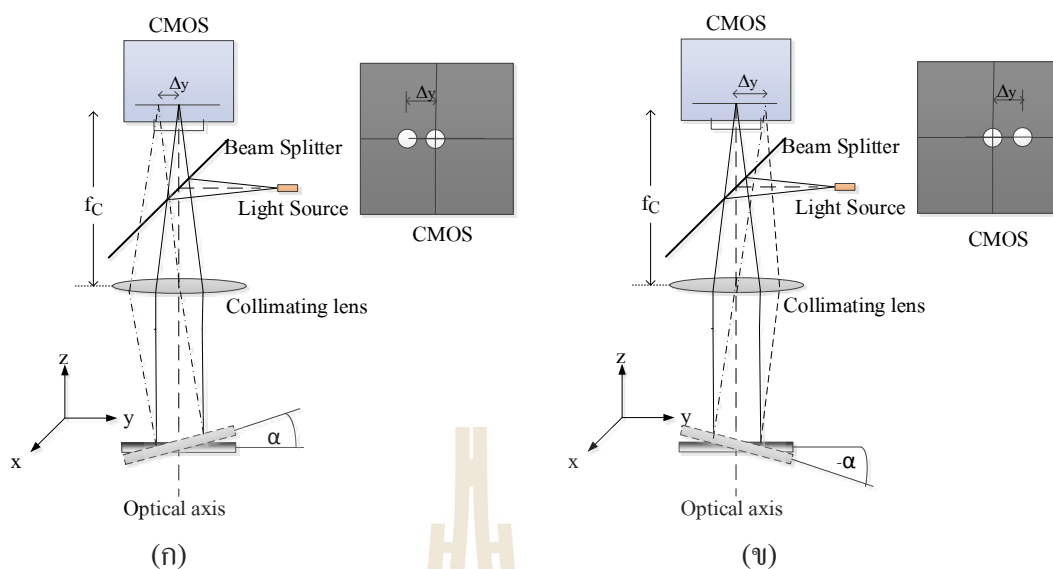 CMOS
Δy
Δy
Beam Splitter
f_C
Light Source
CMOS
Collimating lens
z
y
x
α
Optical axis
(ก)
CMOS
Δy
Δy
Beam Splitter
f_C
Light Source
CMOS
Collimating lens
z
y
x
-α
Optical axis
(ข)